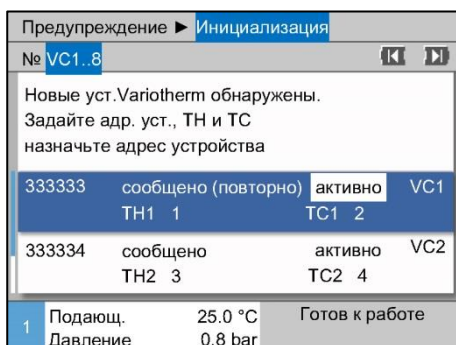 Предупреждение ► Инициализация
№ VC1..8
Новые уст.Variotherm обнаружены.
Задайте адр. уст., TH и TC
назначьте адрес устройства
333333 сообщено (повторно) активно VC1
TH1 1 TC1 2
333334 сообщено активно VC2
TH2 3 TC2 4
1 Подающ. 25.0 °C Готов к работе
Давление 0.8 bar